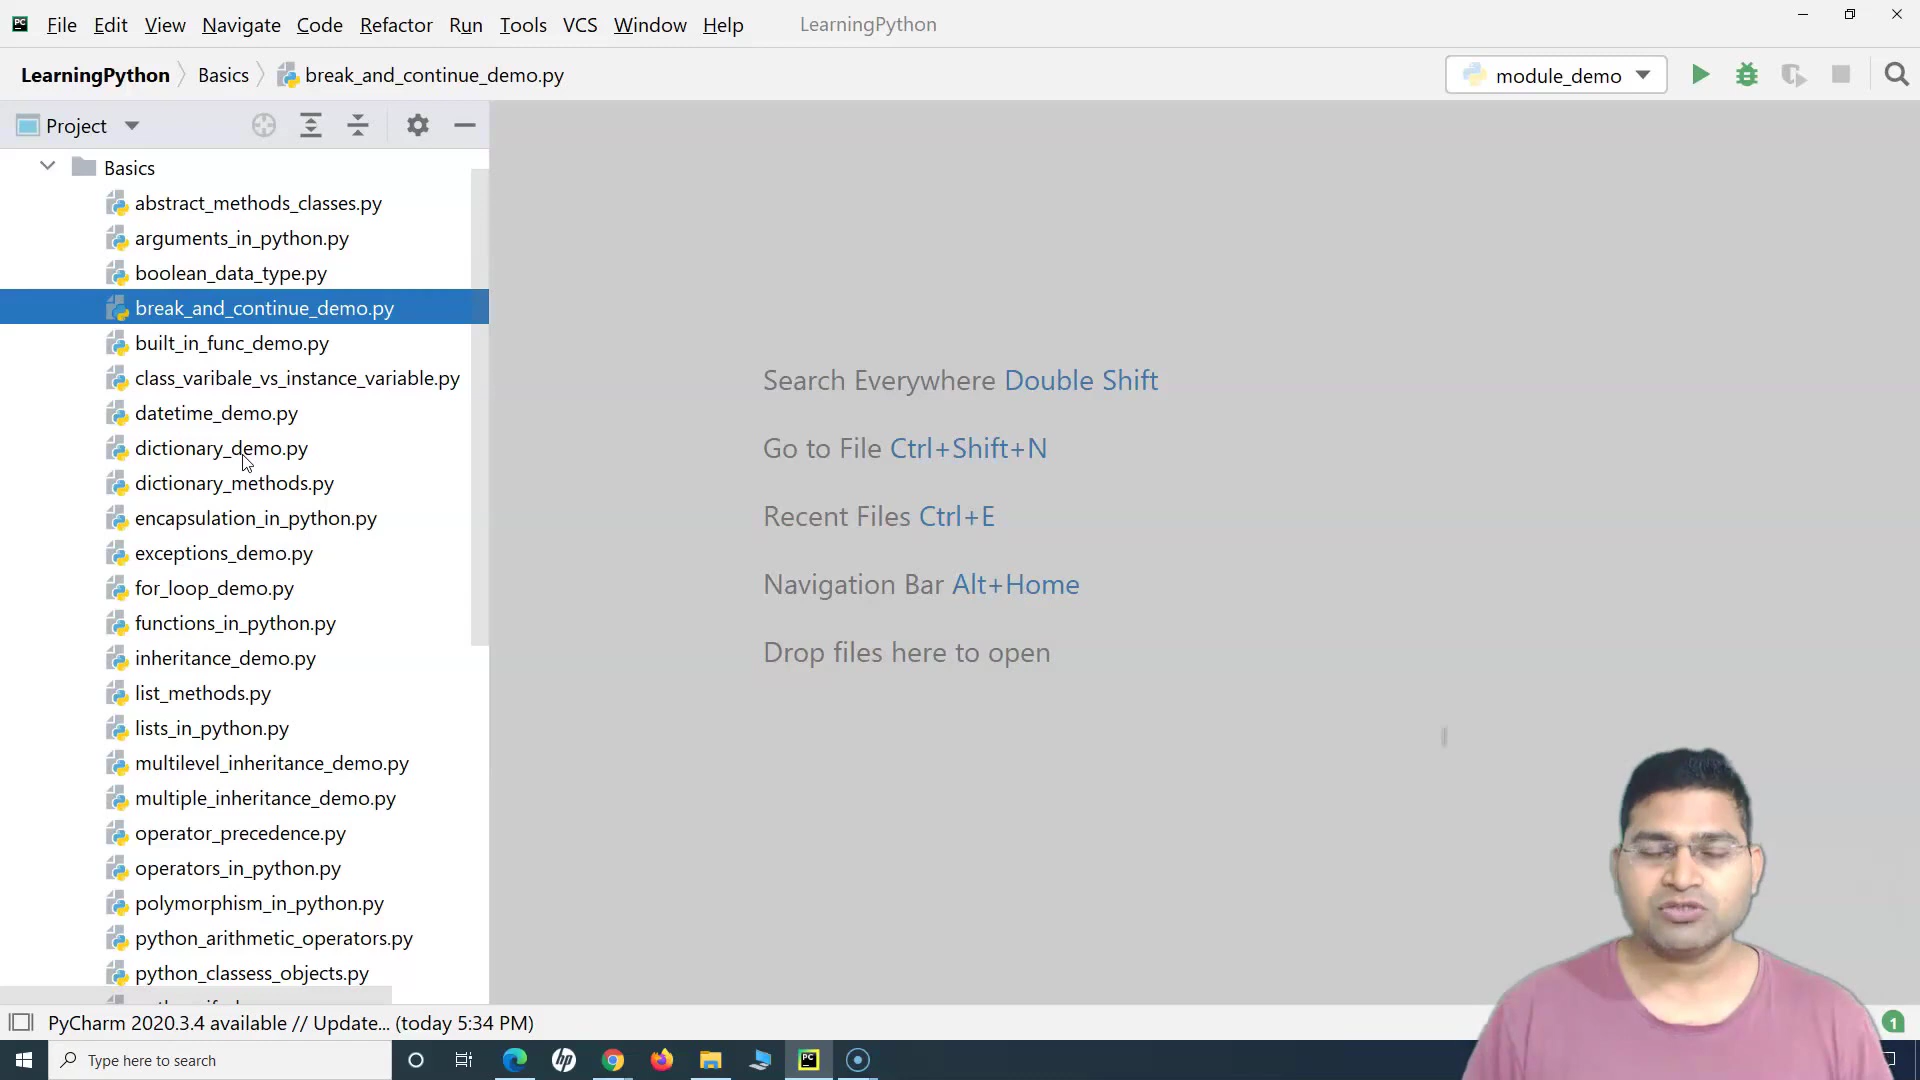 File Edit View Navigate Code Refactor Run Tools VCS Window Help LearningPython
LearningPython Basics break_and_continue_demo.py module_demo
Project
Basics
abstract_methods_classes.py
arguments_in_python.py
boolean_data_type.py
break_and_continue_demo.py
built_in_func_demo.py
class_varibale_vs_instance_variable.py
datetime_demo.py
dictionary_demo.py
dictionary_methods.py
encapsulation_in_python.py
exceptions_demo.py
for_loop_demo.py
functions_in_python.py
inheritance_demo.py
list_methods.py
lists_in_python.py
multilevel_inheritance_demo.py
multiple_inheritance_demo.py
operator_precedence.py
operators_in_python.py
polymorphism_in_python.py
python_arithmetic_operators.py
python_classess_objects.py
Search Everywhere Double Shift
Go to File Ctrl+Shift+N
Recent Files Ctrl+E
Navigation Bar Alt+Home
Drop files here to open
PyCharm 2020.3.4 available // Update... (today 5:34 PM)
1
Type here to search